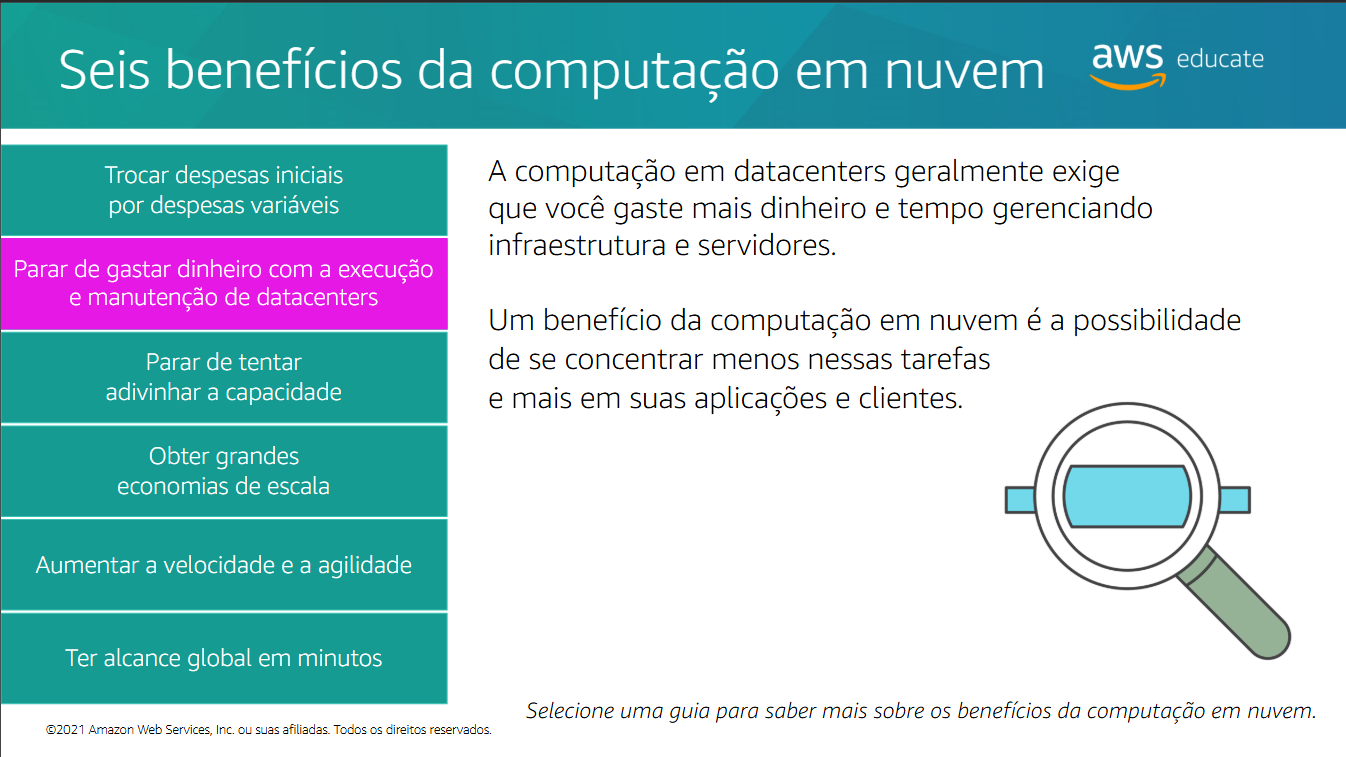 Seis benefícios da computação em nuvem
aws educate
Trocar despesas iniciais
por despesas variáveis
Parar de gastar dinheiro com a execução
e manutenção de datacenters
Parar de tentar
adivinhar a capacidade
Obter grandes
economias de escala
Aumentar a velocidade e a agilidade
Ter alcance global em minutos
A computação em datacenters geralmente exige
que você gaste mais dinheiro e tempo gerenciando
infraestrutura e servidores.
Um benefício da computação em nuvem é a possibilidade
de se concentrar menos nessas tarefas
e mais em suas aplicações e clientes.
Selecione uma guia para saber mais sobre os benefícios da computação em nuvem.
©2021 Amazon Web Services, Inc. ou suas afiliadas. Todos os direitos reservados.